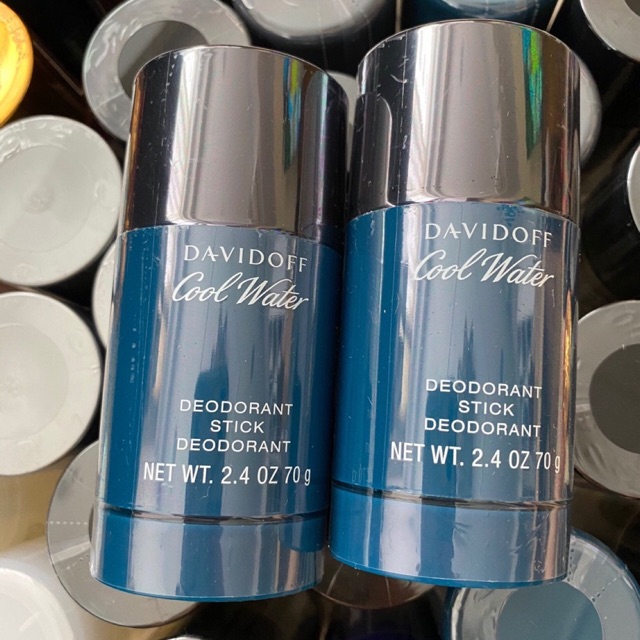 DAVIDOFF
Cool Water
DEODORANT
STICK
DEODORANT
NET WT. 2.4 OZ 70 g
DAVIDOFF
Cool Water
DEODORANT
STICK
DEODORANT
NET WT. 2.4 OZ 70 g